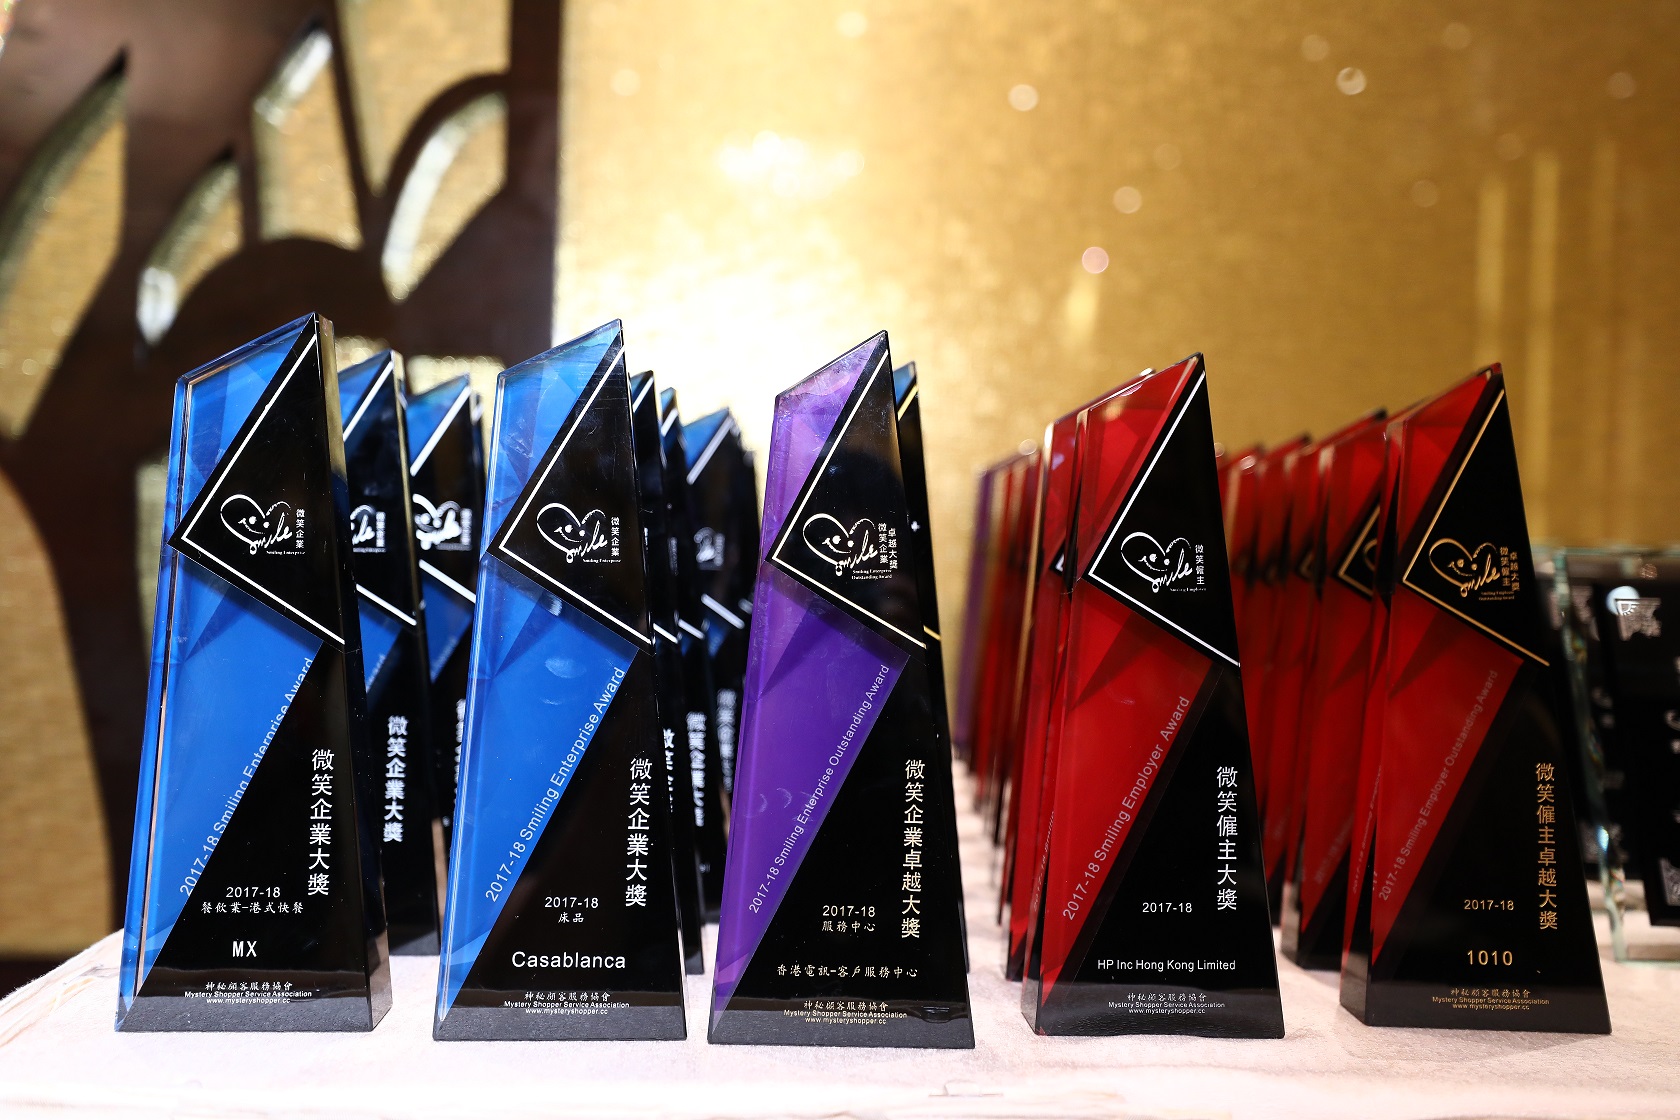 Smile
微笑企業
Smiling Enterprise
2017-18 Smiling Enterprise Award
微笑企業大獎
2017-18
餐飲業-港式快餐
MX
神秘顧客服務協會
Mystery Shopper Service Association
www.mysteryshopper.cc
微笑企業大獎
Smile
微笑企業
Smiling Enterprise
2017-18 Smiling Enterprise Award
微笑企業大獎
2017-18
床品
Casablanca
神秘顧客服務協會
Mystery Shopper Service Association
www.mysteryshopper.cc
Smile
微笑企業
卓越大獎
Smiling Enterprise
Outstanding Award
2017-18 Smiling Enterprise Outstanding Award
微笑企業卓越大獎
2017-18
服務中心
香港電訊-客戶服務中心
神秘顧客服務協會
Mystery Shopper Service Association
www.mysteryshopper.cc
Smile
微笑僱主
Smiling Employer
2017-18 Smiling Employer Award
微笑僱主大獎
2017-18
HP Inc Hong Kong Limited
神秘顧客服務協會
Mystery Shopper Service Association
www.mysteryshopper.cc
Smile
微笑僱主
卓越大獎
Smiling Employer
Outstanding Award
2017-18 Smiling Employer Outstanding Award
微笑僱主卓越大獎
2017-18
1010
神秘顧客服務協會
Mystery Shopper Service Association
www.mysteryshopper.cc